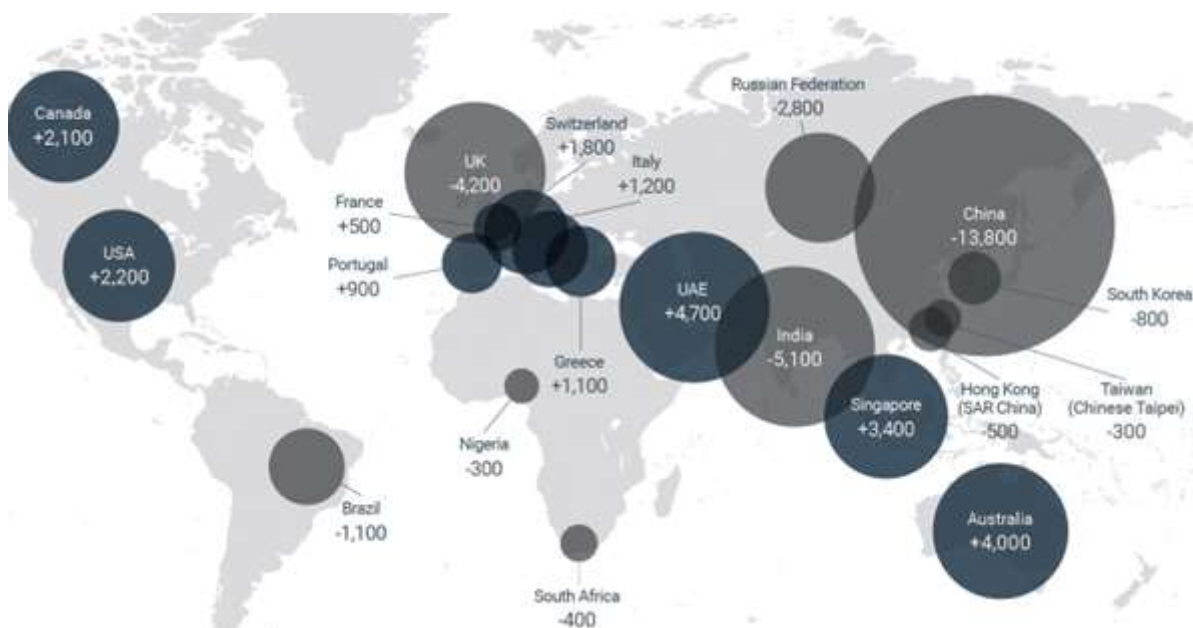 Canada
+2,100
USA
+2,200
Brazil
-1,100
UK
-4,200
Switzerland
+1,800
Italy
+1,200
France
+500
Portugal
+900
Greece
+1,100
Nigeria
-300
South Africa
-400
Russian Federation
-2,800
China
-13,800
South Korea
-800
UAE
+4,700
India
-5,100
Hong Kong
(SAR China)
-500
Taiwan
(Chinese Taipei)
-300
Singapore
+3,400
Australia
+4,000